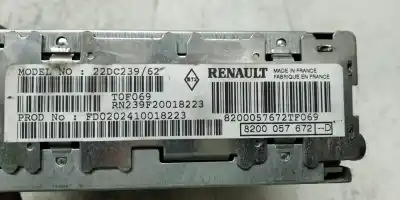 MODEL NO : 22DC239/62
RENAULT
MADE IN FRANCE
FABRIQUE EN FRANCE
T0F069
RN239F20018223
PROD No : FD0202410018223
8200057672TF069
8200 057 672 --D